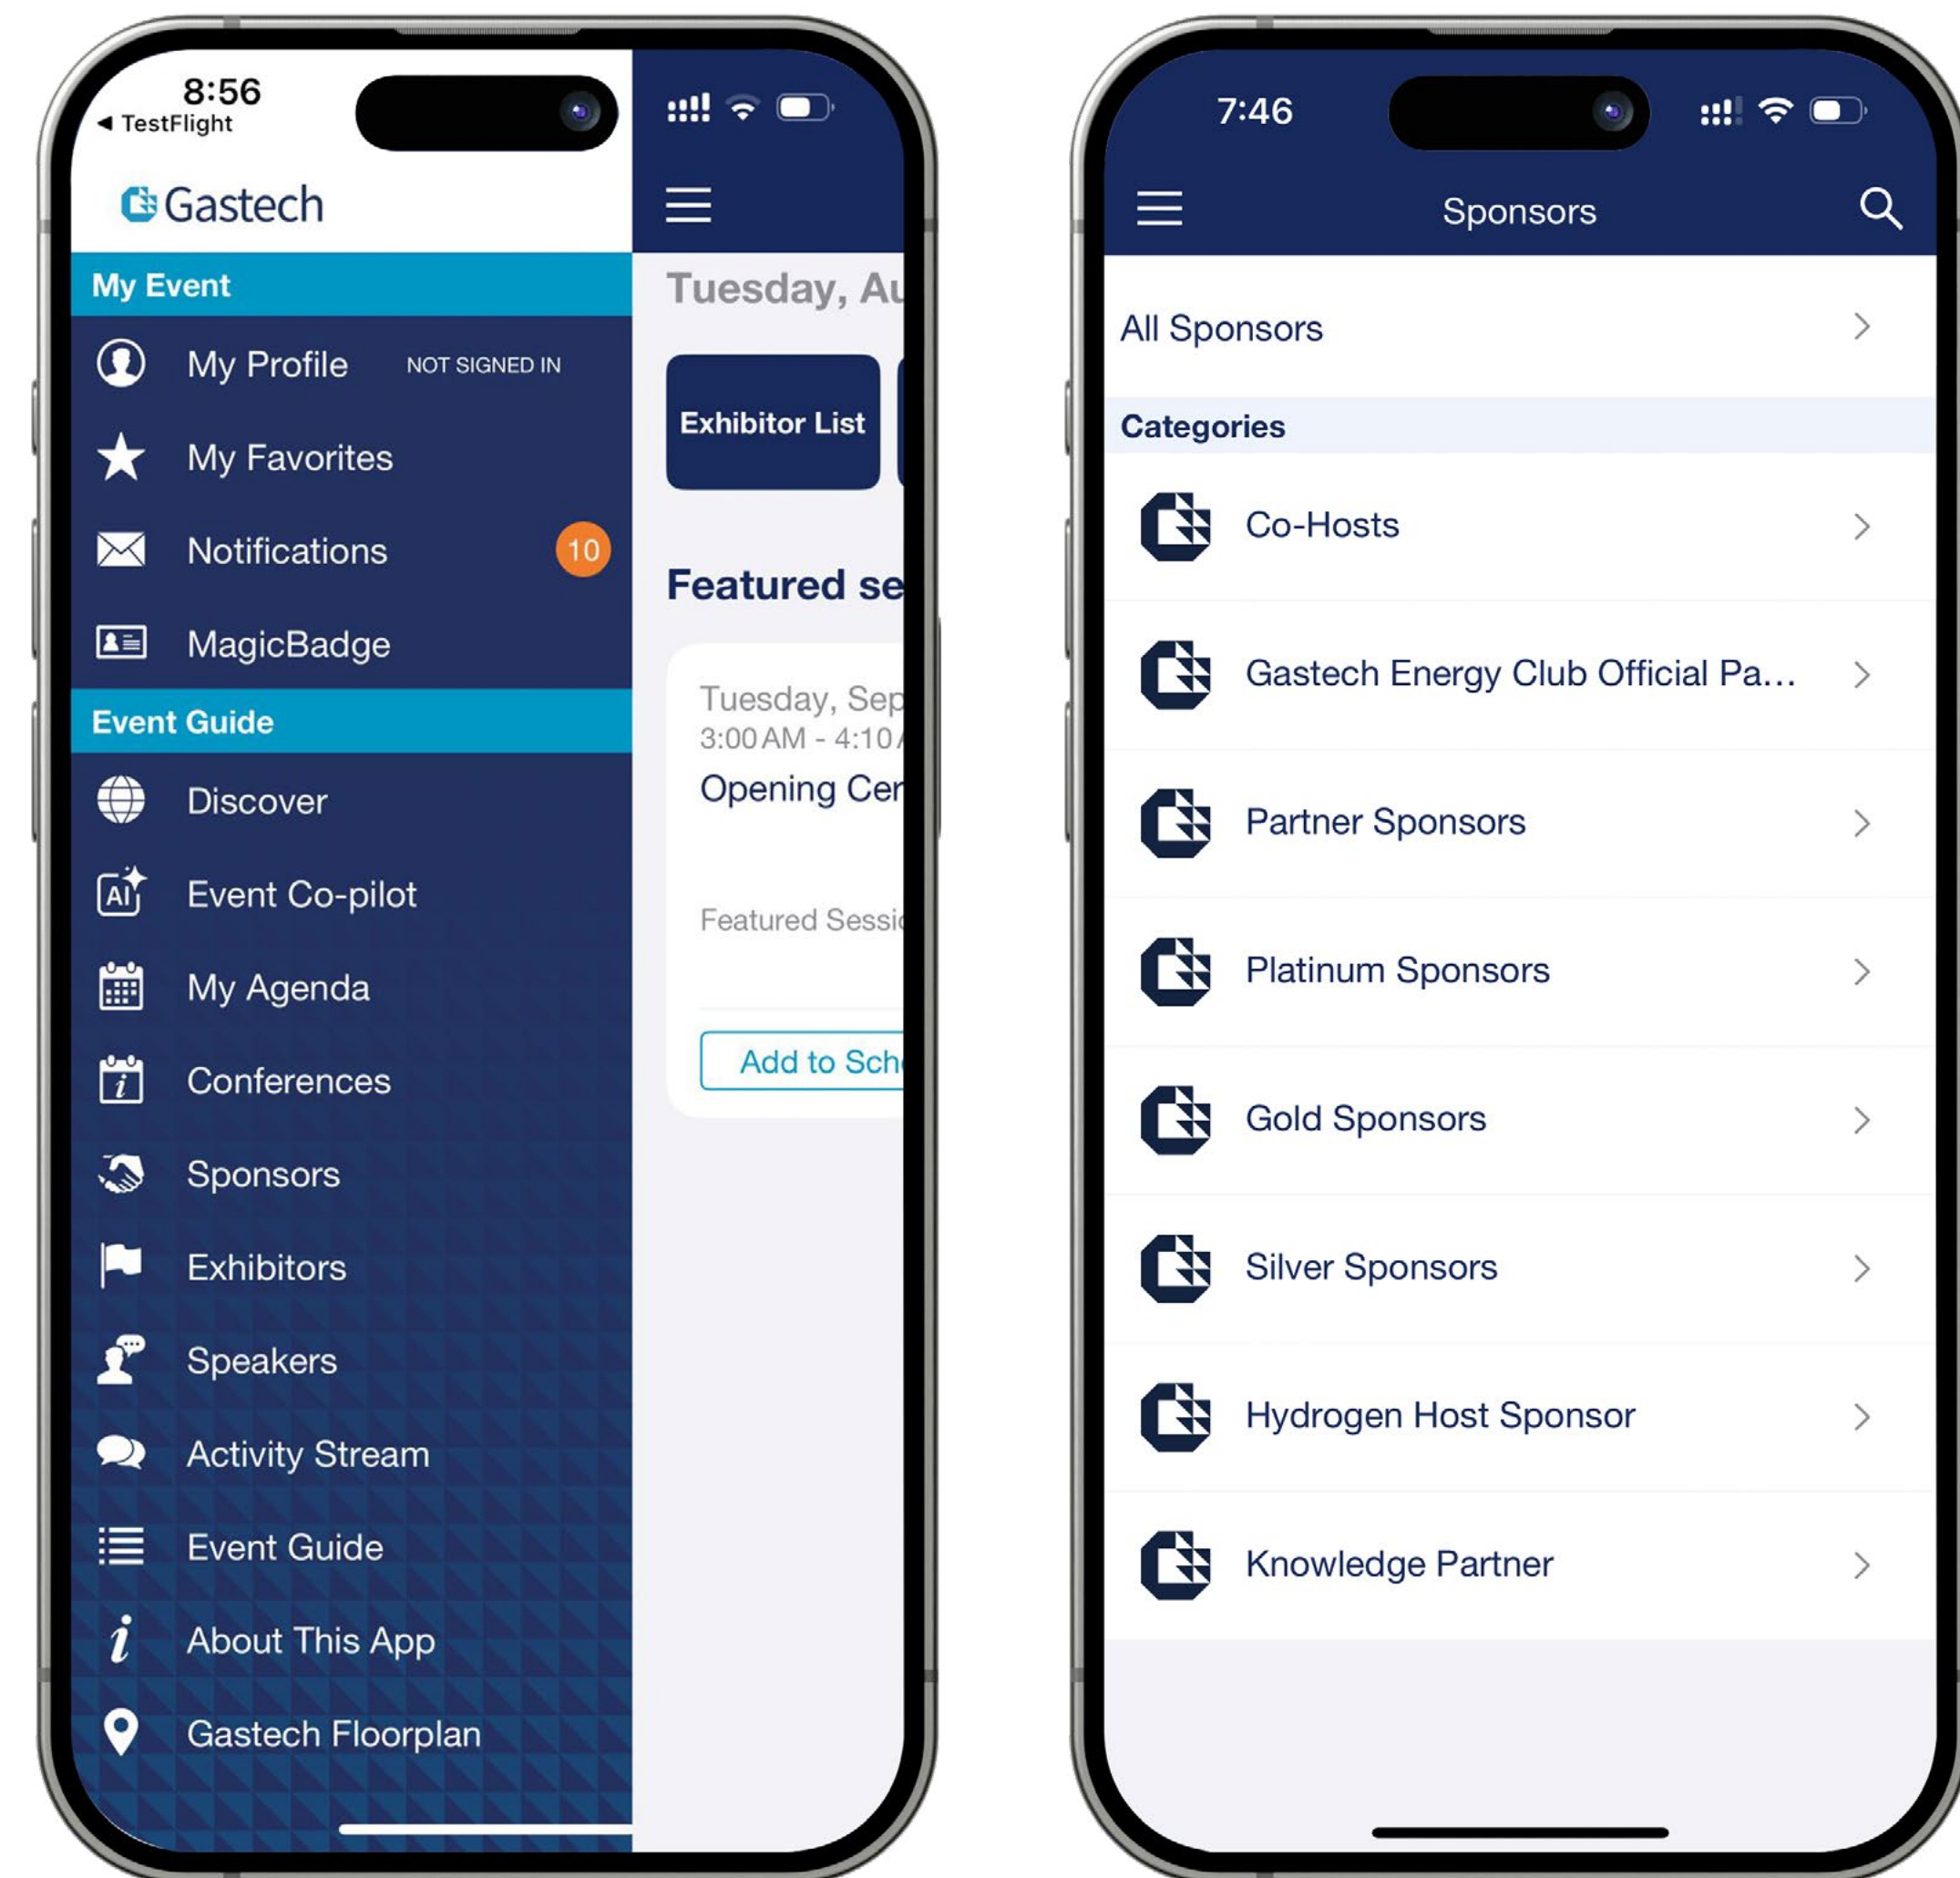 8:56
◀ TestFlight
Gastech
My Event
My Profile NOT SIGNED IN
My Favorites
Notifications 10
MagicBadge
Event Guide
Discover
AI Event Co-pilot
My Agenda
Conferences
Sponsors
Exhibitors
Speakers
Activity Stream
Event Guide
About This App
Gastech Floorplan
Tuesday, Au
Exhibitor List
Featured se
Tuesday, Sep
3:00 AM - 4:10
Opening Cer
Featured Sessi
Add to Sch
7:46
Sponsors
All Sponsors
Categories
Co-Hosts
Gastech Energy Club Official Pa...
Partner Sponsors
Platinum Sponsors
Gold Sponsors
Silver Sponsors
Hydrogen Host Sponsor
Knowledge Partner